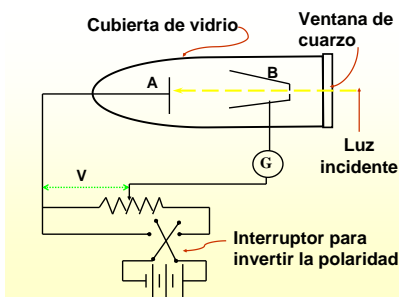 Cubierta de vidrio
Ventana de
cuarzo
A
B
Luz
incidente
G
V
Interruptor para
invertir la polaridad